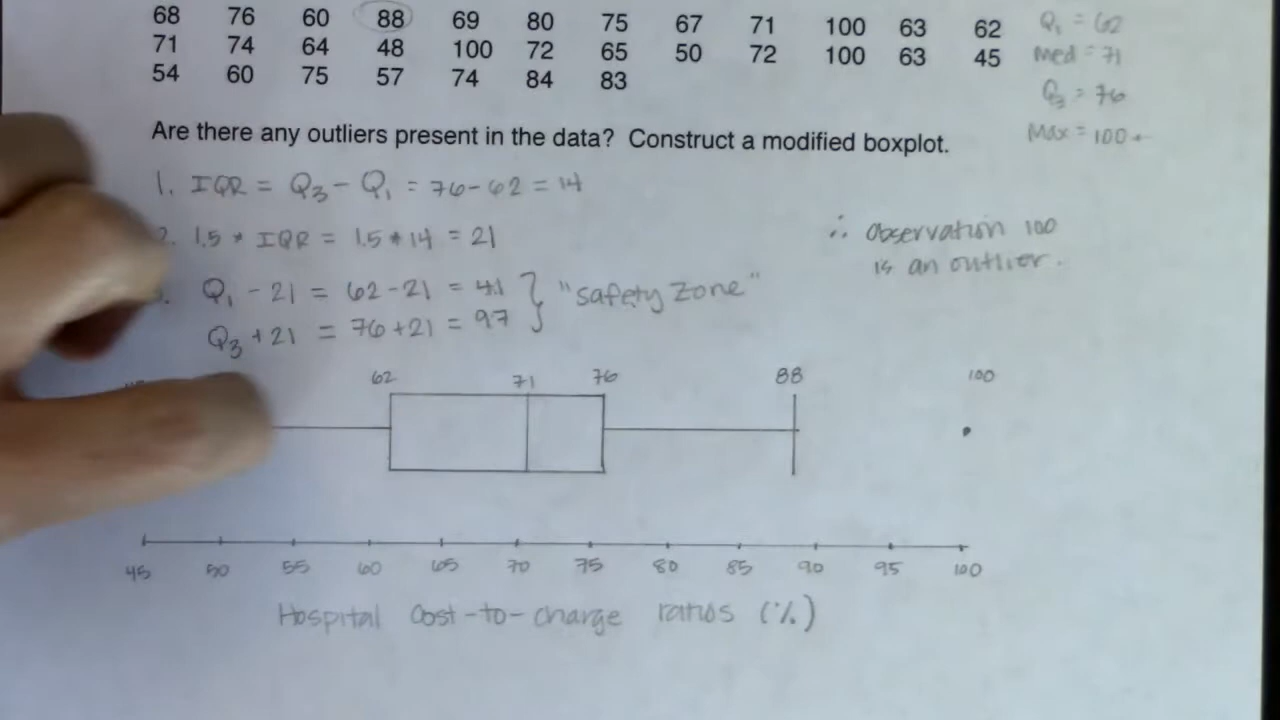 68 76 60 88 69 80 75 67 71 100 63 62
71 74 64 48 100 72 65 50 72 100 63 45
54 60 75 57 74 84 83
Q₁ = 62
Med = 71
Q₃ = 76
Max = 100
Are there any outliers present in the data? Construct a modified boxplot.
1. IQR = Q₃ - Q₁ = 76 - 62 = 14
2. 1.5 * IQR = 1.5 * 14 = 21
∴ Observation 100
is an outlier.
Q₁ - 21 = 62 - 21 = 41 } "Safety Zone"
Q₃ + 21 = 76 + 21 = 97
62 71 76 88 100
45 50 55 60 65 70 75 80 85 90 95 100
Hospital Cost-to-charge ratios (%)